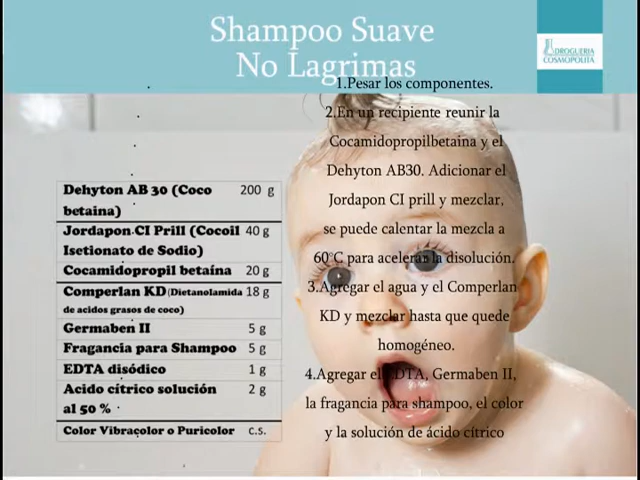 Shampoo Suave
No Lagrimas
DROGUERIA
COSMOPOLITA
Dehyton AB 30 (Coco betaina) 200 g
Jordapon CI Prill (Cocoil Isetionato de Sodio) 40 g
Cocamidopropil betaína 20 g
Comperlan KD (Dietanolamida de acidos grasos de coco) 18 g
Germaben II 5 g
Fragancia para Shampoo 5 g
EDTA disódico 1 g
Acido cítrico solución al 50 % 2 g
Color Vibracolor o Puricolor c.s.
1.Pesar los componentes.
2.En un recipiente reunir la
Cocamidopropilbetaina y el
Dehyton AB30. Adicionar el
Jordapon CI prill y mezclar,
se puede calentar la mezcla a
60°C para acelerar la disolución.
3.Agregar el agua y el Comperlan
KD y mezclar hasta que quede
homogéneo.
4.Agregar el EDTA, Germaben II,
la fragancia para shampoo, el color
y la solución de ácido cítrico